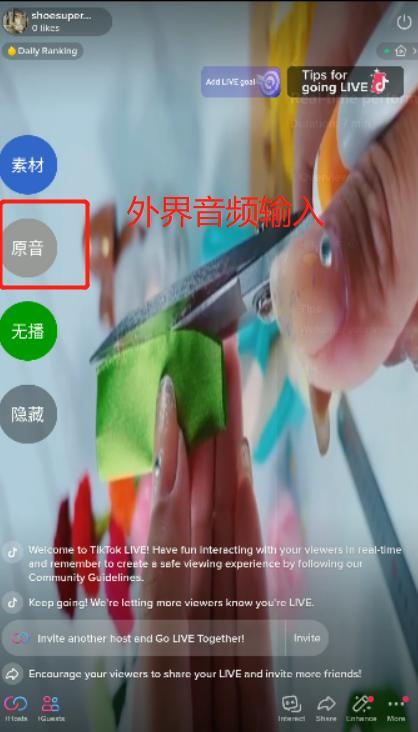 shoesuper...
0 likes
Daily Ranking
Add LIVE goal
Tips for
going LIVE
素材
外界音频输入
原音
无播
隐藏
Welcome to TikTok LIVE! Have fun interacting with your viewers in real-time
and remember to create a safe viewing experience by following our
Community Guidelines.
Keep going! We're letting more viewers know you're LIVE.
Invite another host and Go LIVE Together!
Invite
Encourage your viewers to share your LIVE and invite more friends!
+Hosts
+Guests
Interact
Share
Enhance
More